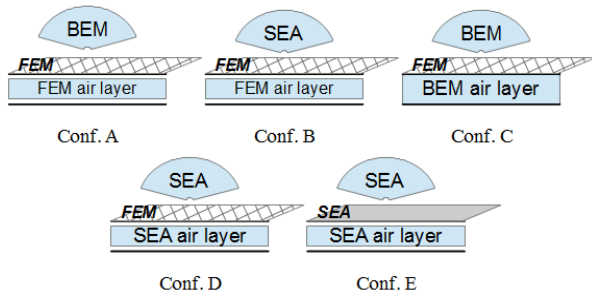 BEM SEA BEM
FEM FEM FEM
FEM air layer FEM air layer BEM air layer
Conf. A Conf. B Conf. C
SEA SEA
FEM SEA
SEA air layer SEA air layer
Conf. D Conf. E